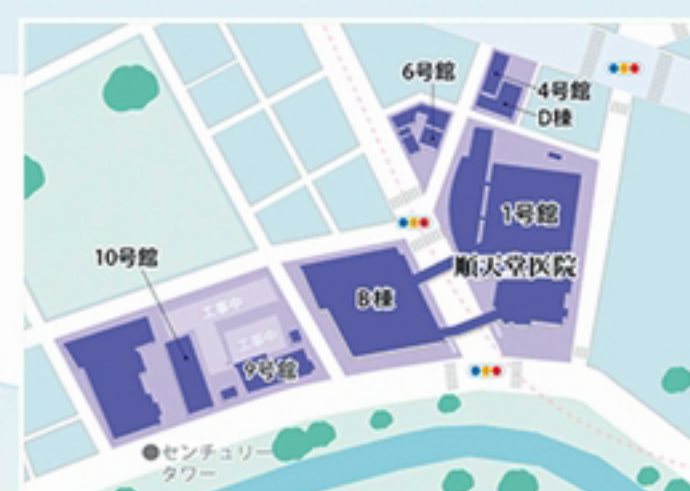 6号館
4号館
D棟
1号館
10号館
順天堂医院
工事中
B棟
工事中
9号館
●センチュリー
タワー